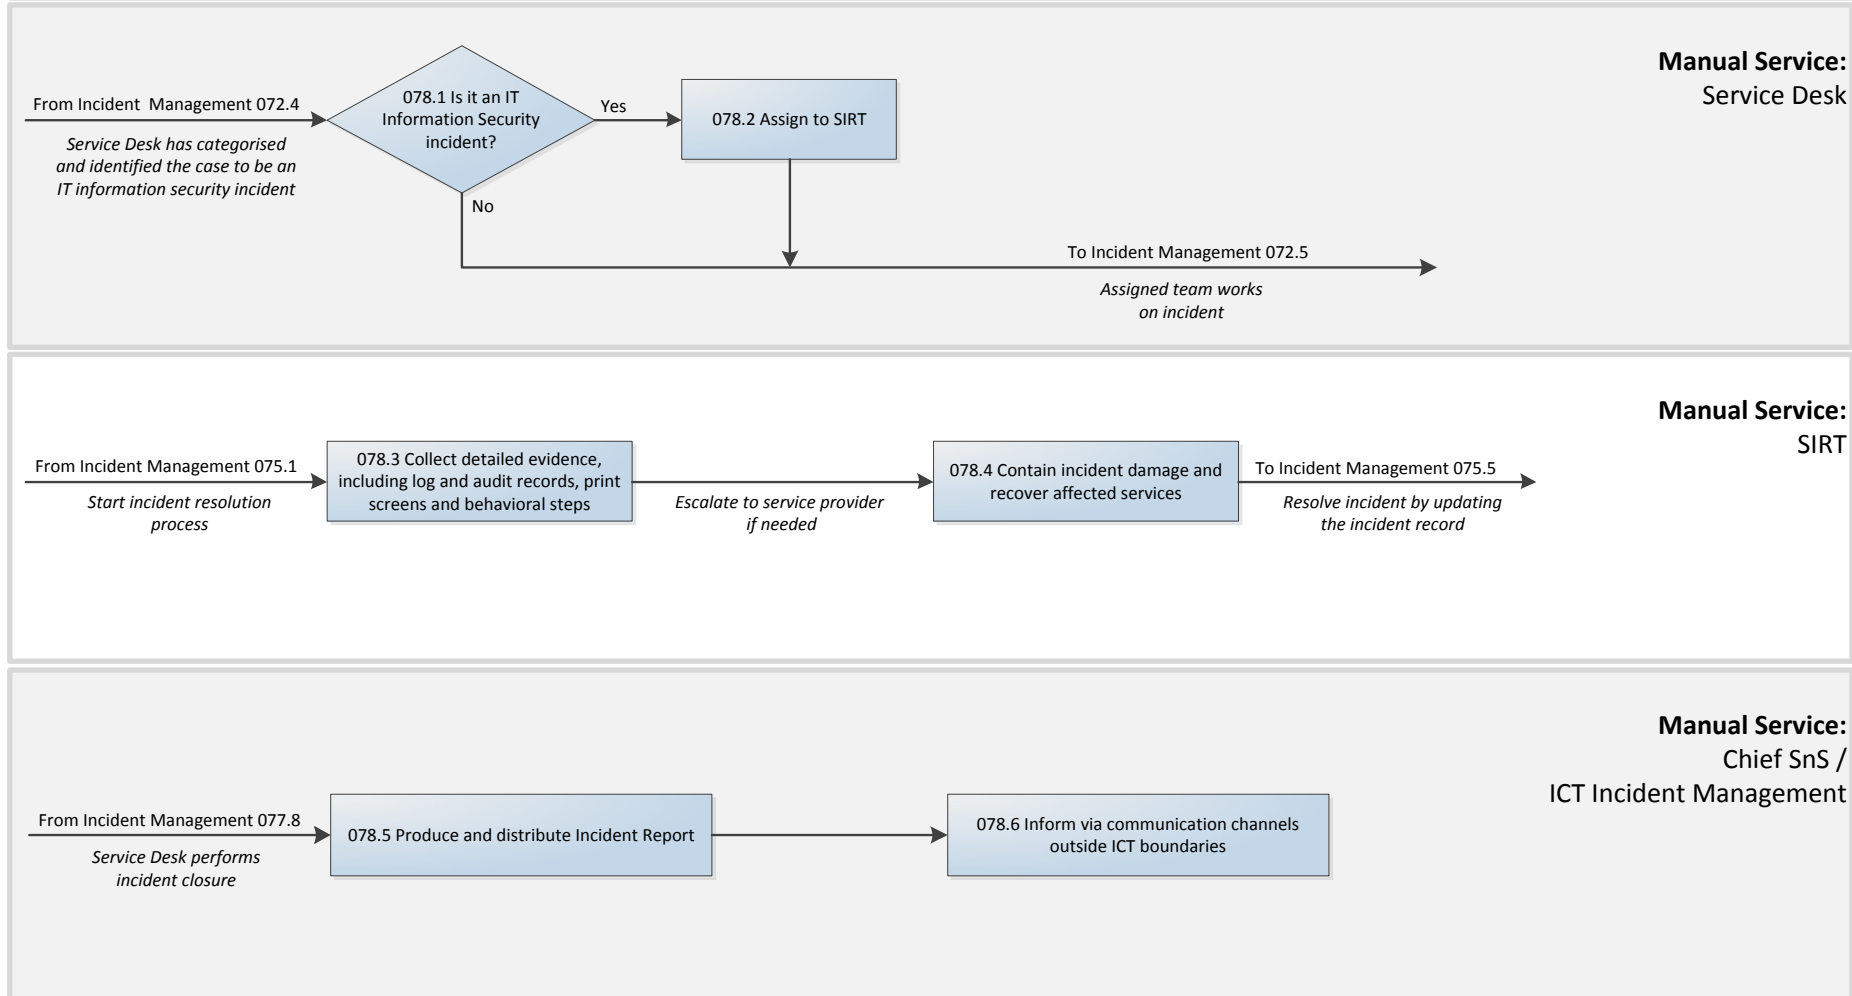 Manual Service:
Service Desk
From Incident Management 072.4
Service Desk has categorised
and identified the case to be an
IT information security incident
078.1 Is it an IT
Information Security
incident?
Yes
No
078.2 Assign to SIRT
To Incident Management 072.5
Assigned team works
on incident
Manual Service:
SIRT
From Incident Management 075.1
Start incident resolution
process
078.3 Collect detailed evidence,
including log and audit records, print
screens and behavioral steps
Escalate to service provider
if needed
078.4 Contain incident damage and
recover affected services
To Incident Management 075.5
Resolve incident by updating
the incident record
Manual Service:
Chief SnS /
ICT Incident Management
From Incident Management 077.8
Service Desk performs
incident closure
078.5 Produce and distribute Incident Report
078.6 Inform via communication channels
outside ICT boundaries